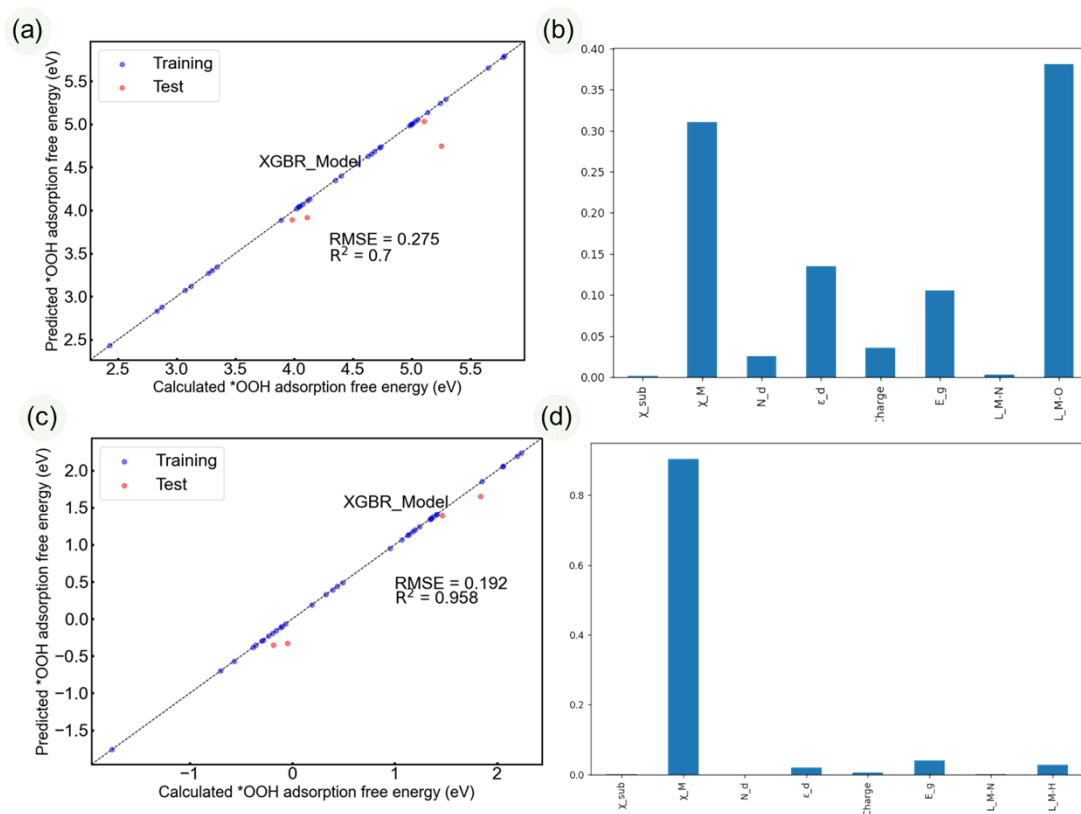 (a)
Training
Test
XGBR_Model
RMSE = 0.275
R² = 0.7
Predicted *OOH adsorption free energy (eV)
5.5
5.0
4.5
4.0
3.5
3.0
2.5
2.5
3.0
3.5
4.0
4.5
5.0
5.5
Calculated *OOH adsorption free energy (eV)
(b)
0.40
0.35
0.30
0.25
0.20
0.15
0.10
0.05
0.00
χ_sub
χ_M
N_d
ε_d
Charge
E_g
L_M-N
L_M-O
(c)
Training
Test
XGBR_Model
RMSE = 0.192
R² = 0.958
Predicted *OOH adsorption free energy (eV)
2.0
1.5
1.0
0.5
0.0
−0.5
−1.0
−1.5
−1
0
1
2
Calculated *OOH adsorption free energy (eV)
(d)
0.8
0.6
0.4
0.2
0.0
χ_sub
χ_M
N_d
ε_d
Charge
E_g
L_M-N
L_M-H